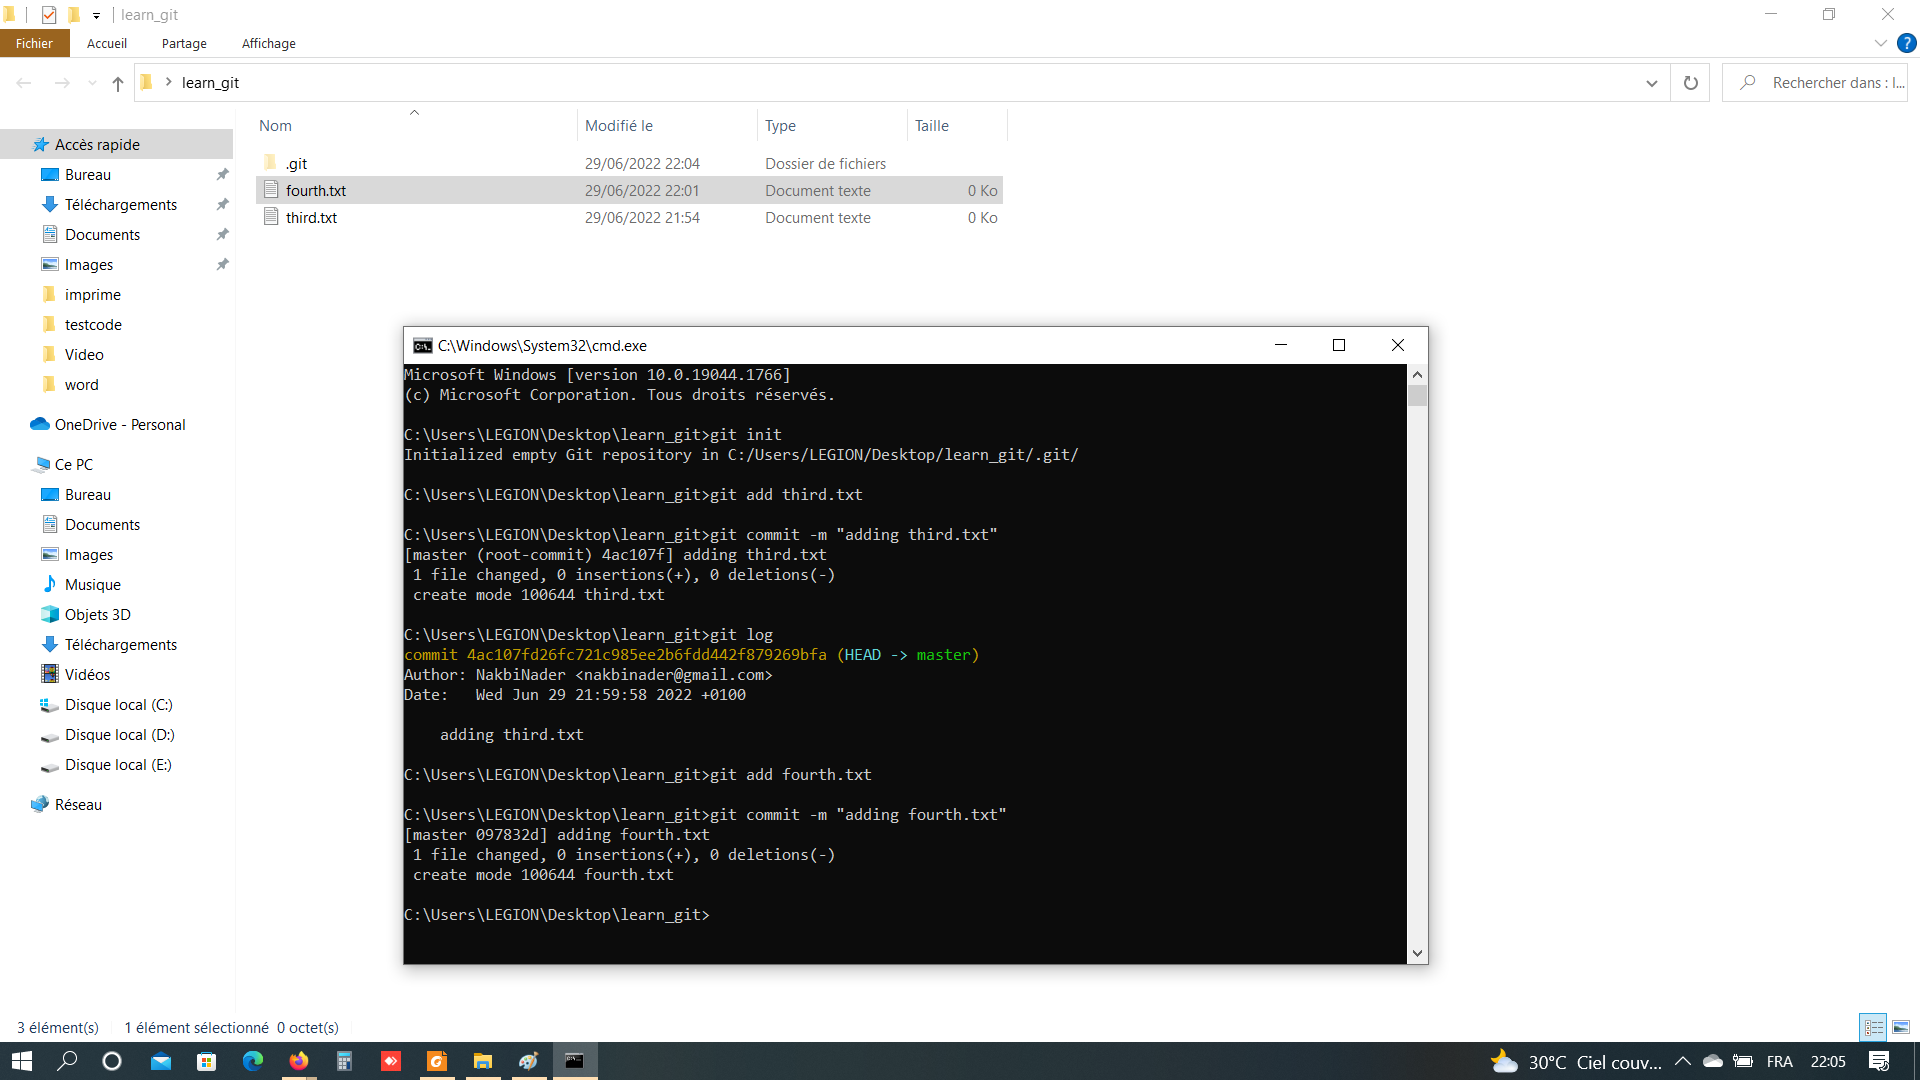 learn_git
Fichier
Accueil
Partage
Affichage
?
learn_git
Rechercher dans : l...
Nom
Modifié le
Type
Taille
.git
29/06/2022 22:04
Dossier de fichiers
fourth.txt
29/06/2022 22:01
Document texte
0 Ko
third.txt
29/06/2022 21:54
Document texte
0 Ko
Accès rapide
Bureau
Téléchargements
Documents
Images
imprime
testcode
Video
word
OneDrive - Personal
Ce PC
Bureau
Documents
Images
Musique
Objets 3D
Téléchargements
Vidéos
Disque local (C:)
Disque local (D:)
Disque local (E:)
Réseau
C:\Windows\System32\cmd.exe
Microsoft Windows [version 10.0.19044.1766]
(c) Microsoft Corporation. Tous droits réservés.
C:\Users\LEGION\Desktop\learn_git>git init
Initialized empty Git repository in C:/Users/LEGION/Desktop/learn_git/.git/
C:\Users\LEGION\Desktop\learn_git>git add third.txt
C:\Users\LEGION\Desktop\learn_git>git commit -m "adding third.txt"
[master (root-commit) 4ac107f] adding third.txt
1 file changed, 0 insertions(+), 0 deletions(-)
create mode 100644 third.txt
C:\Users\LEGION\Desktop\learn_git>git log
commit 4ac107fd26fc721c985ee2b6fdd442f879269bfa (HEAD -> master)
Author: NakbiNader <nakbinader@gmail.com>
Date:   Wed Jun 29 21:59:58 2022 +0100
adding third.txt
C:\Users\LEGION\Desktop\learn_git>git add fourth.txt
C:\Users\LEGION\Desktop\learn_git>git commit -m "adding fourth.txt"
[master 097832d] adding fourth.txt
1 file changed, 0 insertions(+), 0 deletions(-)
create mode 100644 fourth.txt
C:\Users\LEGION\Desktop\learn_git>
3 élément(s)
1 élément sélectionné  0 octet(s)
30°C  Ciel couv...
FRA
22:05